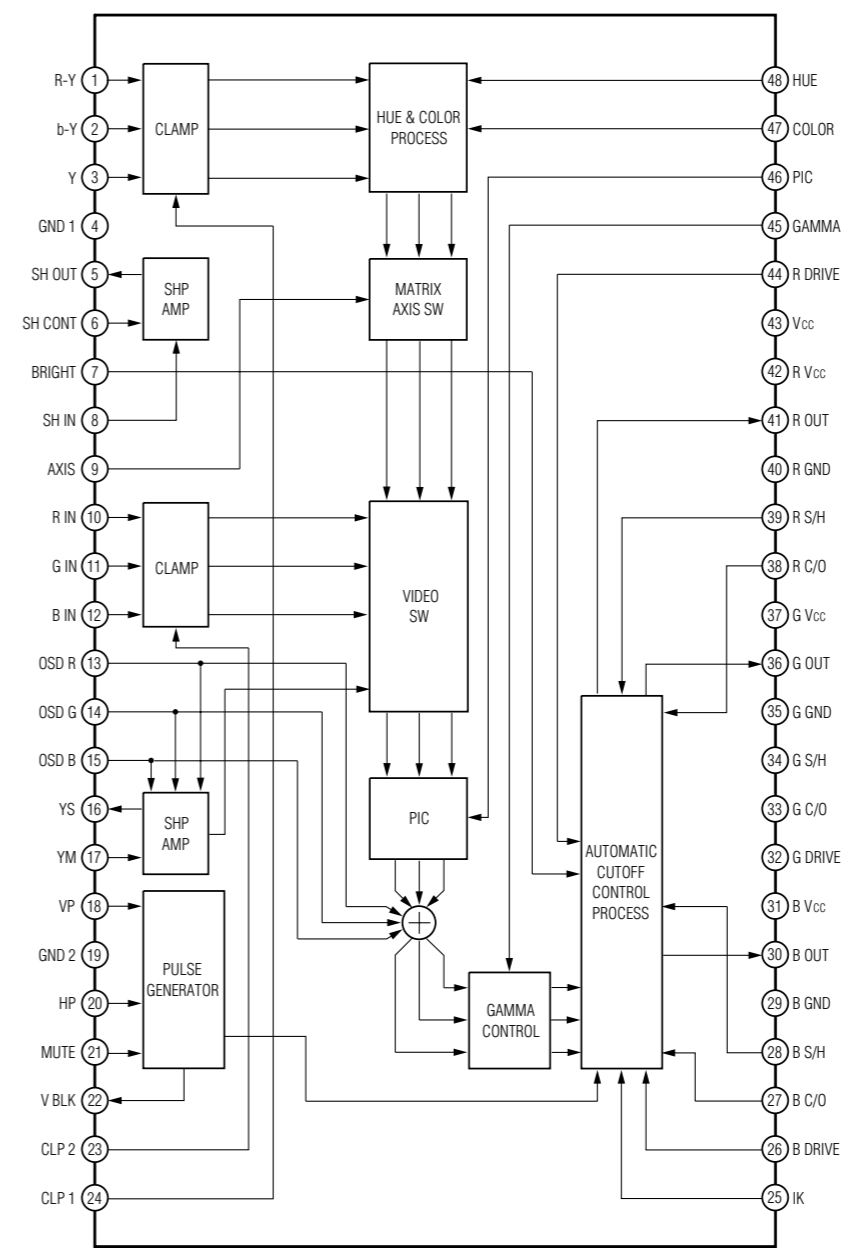 R-Y 1
b-Y 2
Y 3
GND 1 4
SH OUT 5
SH CONT 6
BRIGHT 7
SH IN 8
AXIS 9
R IN 10
G IN 11
B IN 12
OSD R 13
OSD G 14
OSD B 15
YS 16
YM 17
VP 18
GND 2 19
HP 20
MUTE 21
V BLK 22
CLP 2 23
CLP 1 24
CLAMP
SHP
AMP
CLAMP
SHP
AMP
PULSE
GENERATOR
HUE & COLOR
PROCESS
MATRIX
AXIS SW
VIDEO
SW
PIC
GAMMA
CONTROL
AUTOMATIC
CUTOFF
CONTROL
PROCESS
48 HUE
47 COLOR
46 PIC
45 GAMMA
44 R DRIVE
43 Vcc
42 R Vcc
41 R OUT
40 R GND
39 R S/H
38 R C/O
37 G Vcc
36 G OUT
35 G GND
34 G S/H
33 G C/O
32 G DRIVE
31 B Vcc
30 B OUT
29 B GND
28 B S/H
27 B C/O
26 B DRIVE
25 IK